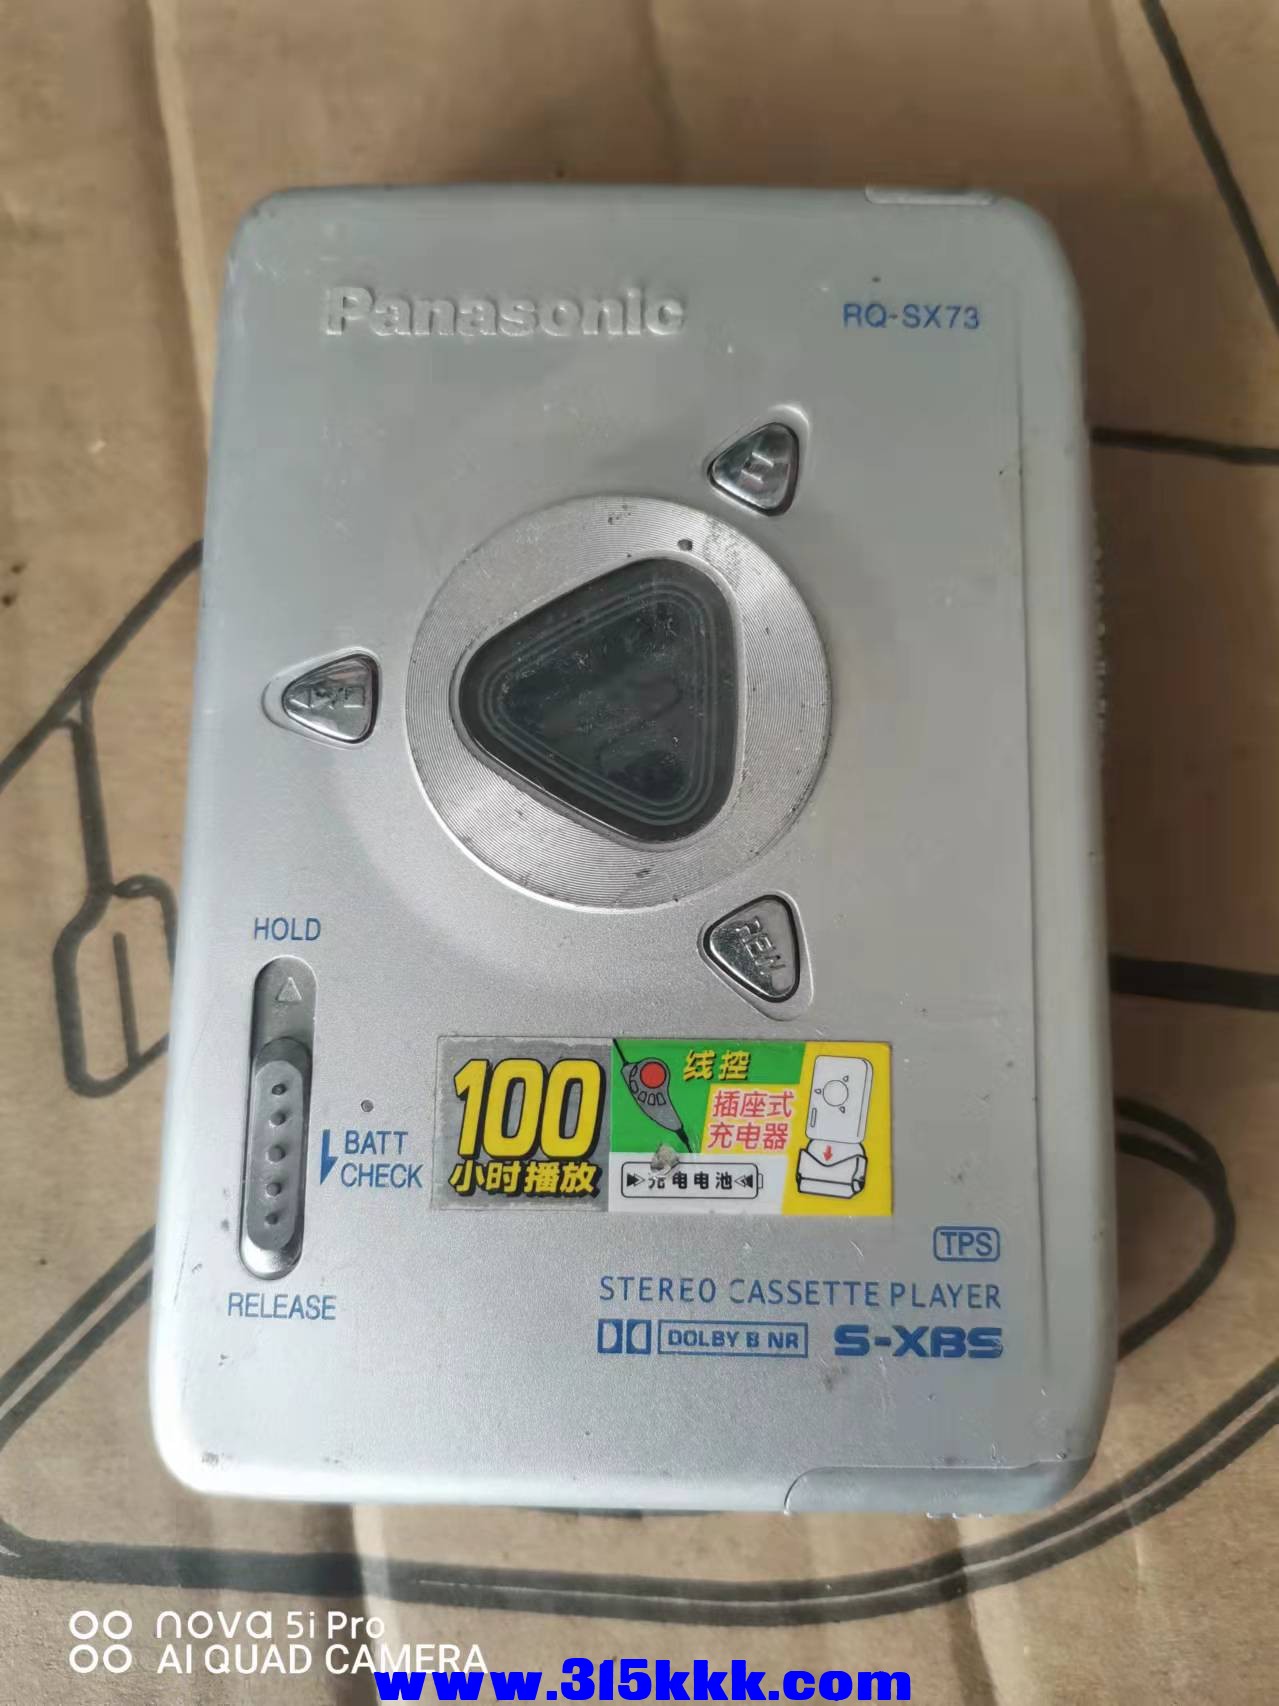 Panasonic
RQ-SX73
REW
HOLD
BATT
CHECK
RELEASE
100
小时播放
线控
插座式
充电器
充电电池
TPS
STEREO CASSETTE PLAYER
DOLBY B NR
S-XBS
nova 5i Pro
AI QUAD CAMERA
www.315kkk.com